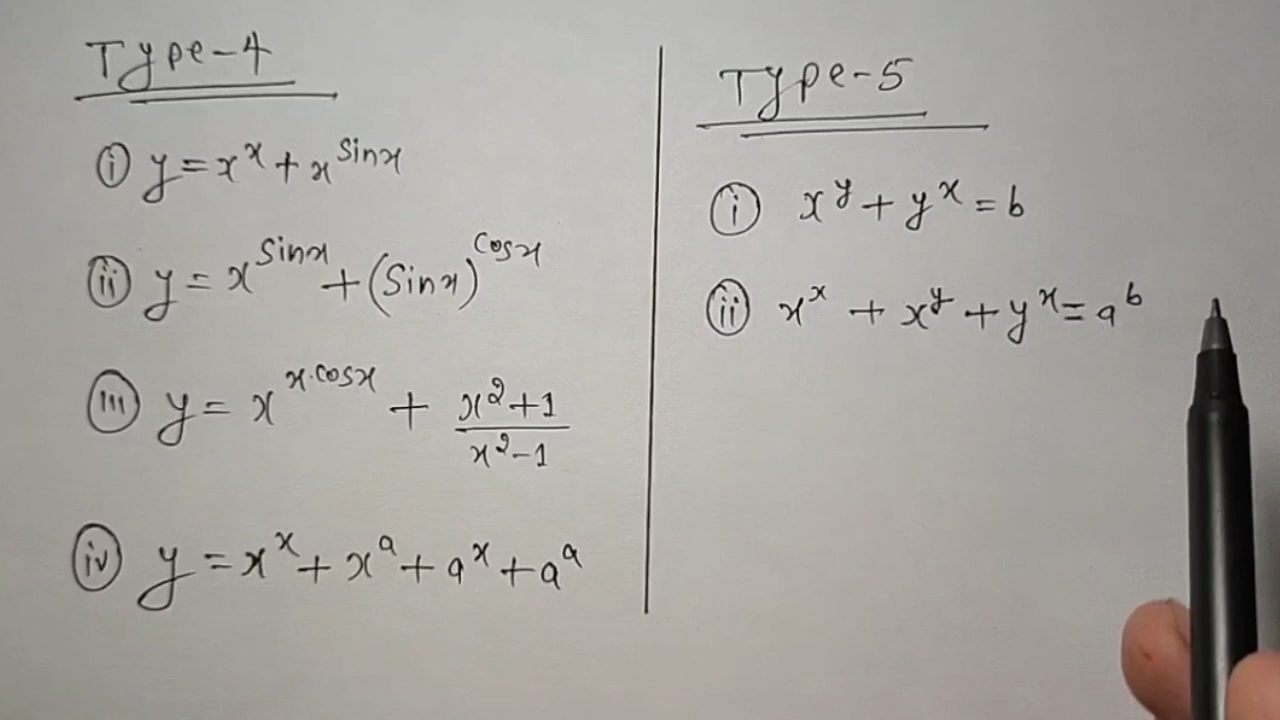 Type-4
(i) y = x^x + x^sinx
(ii) y = x^sinx + (sinx)^cosx
(iii) y = x^x.cosx + (x^2+1)/(x^2-1)
(iv) y = x^x + x^a + a^x + a^a
Type-5
(i) x^y + y^x = b
(ii) x^x + x^y + y^x = a^b